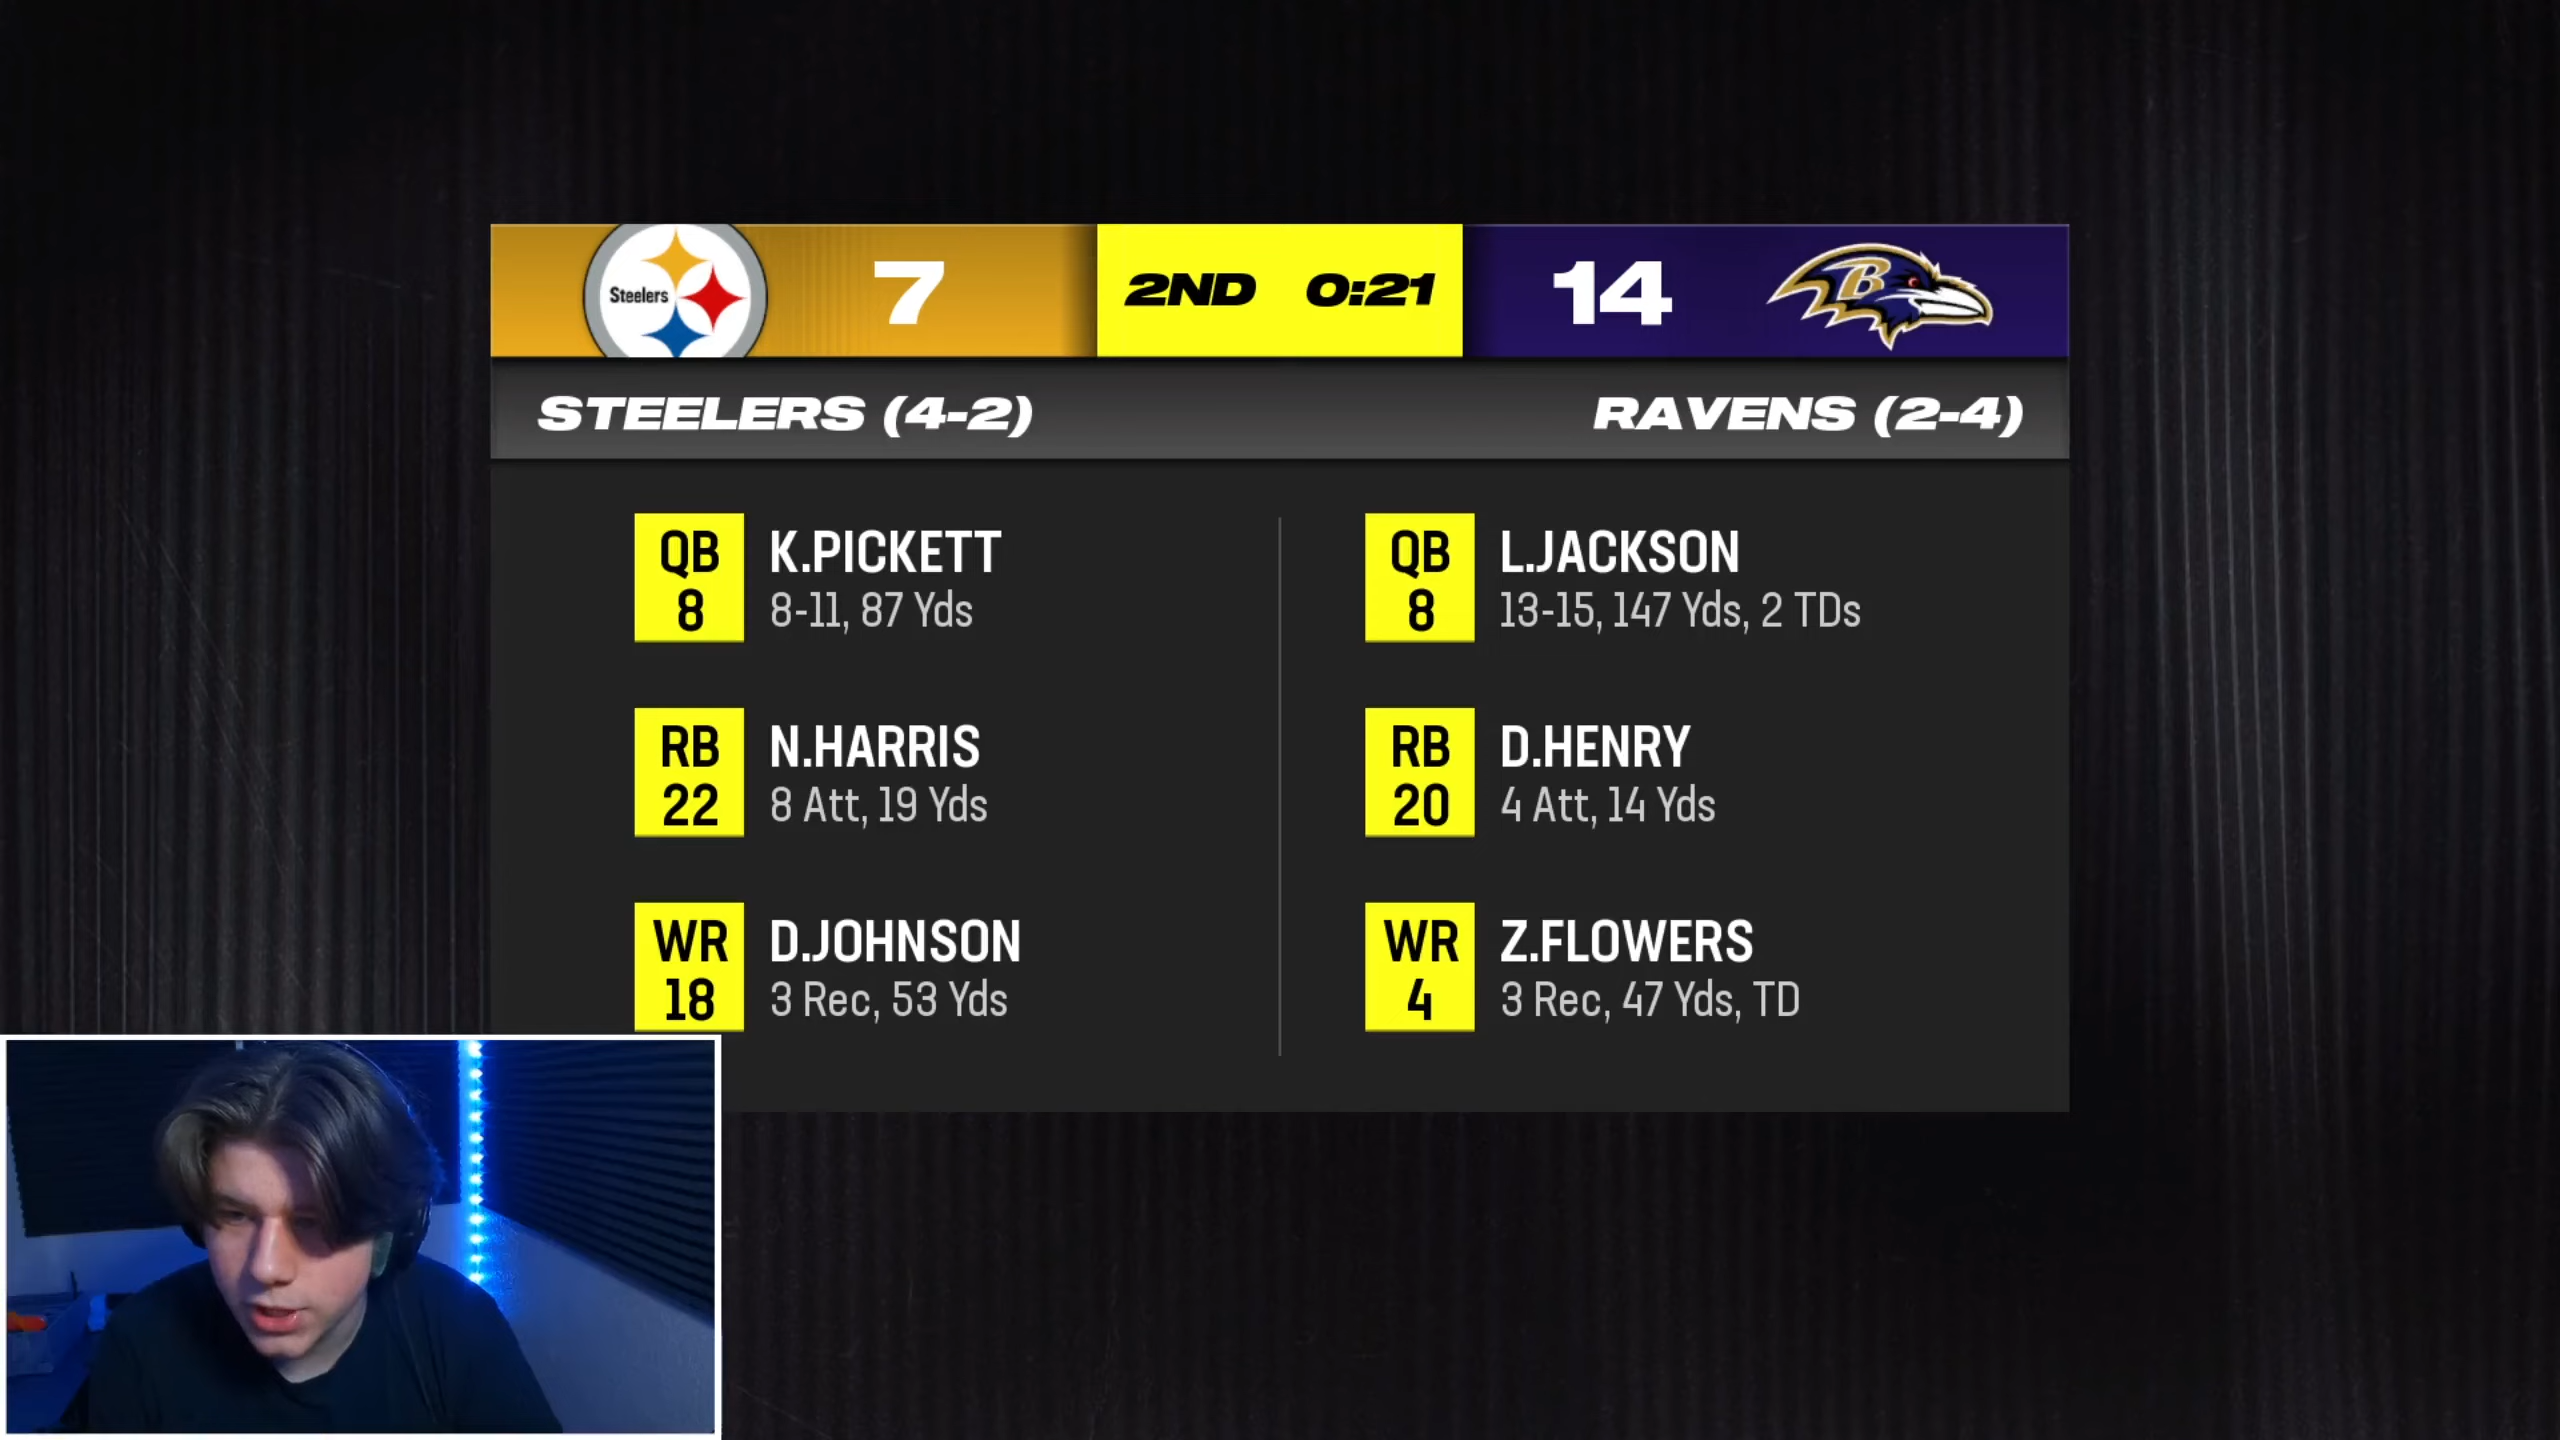 Steelers 7 2ND 0:21 14 B
STEELERS (4-2) RAVENS (2-4)
QB 8 K.PICKETT
8-11, 87 Yds
RB 22 N.HARRIS
8 Att, 19 Yds
WR 18 D.JOHNSON
3 Rec, 53 Yds
QB 8 L.JACKSON
13-15, 147 Yds, 2 TDs
RB 20 D.HENRY
4 Att, 14 Yds
WR 4 Z.FLOWERS
3 Rec, 47 Yds, TD